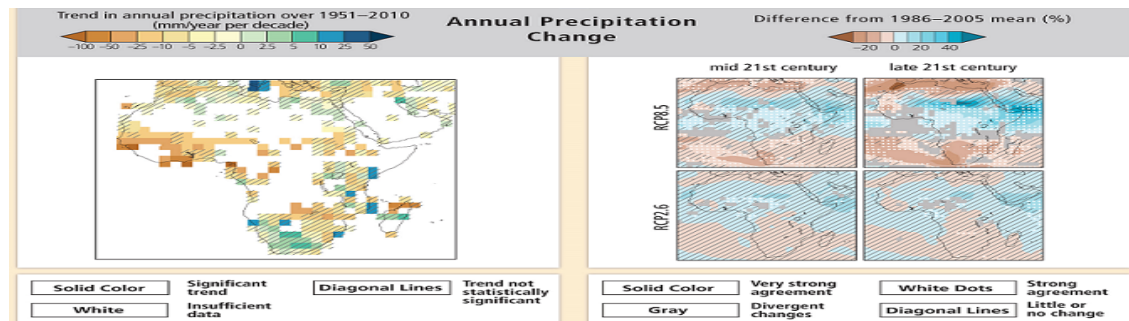 Trend in annual precipitation over 1951–2010
(mm/year per decade)
−100 −50 −25 −10 −5 −2.5 0 2.5 5 10 25 50
Annual Precipitation
Change
Difference from 1986–2005 mean (%)
−20 0 20 40
mid 21st century
late 21st century
RCP8.5
RCP2.6
Solid Color
Significant
trend
Diagonal Lines
Trend not
statistically
significant
White
Insufficient
data
Solid Color
Very strong
agreement
White Dots
Strong
agreement
Gray
Divergent
changes
Diagonal Lines
Little or
no change